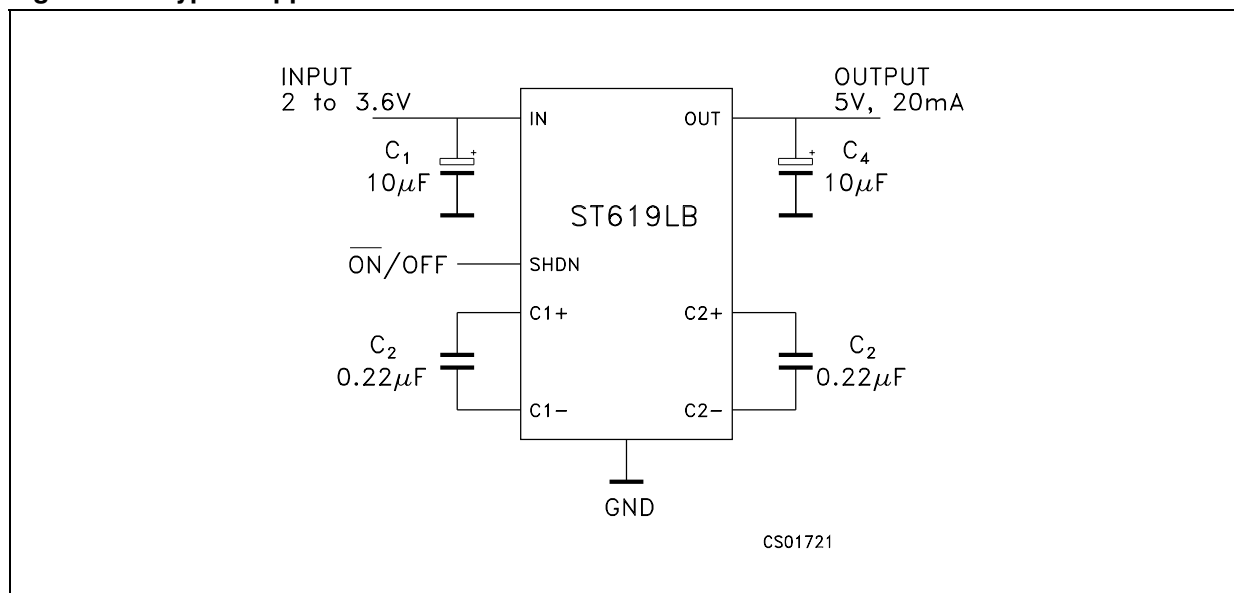 INPUT
2 to 3.6V
OUTPUT
5V, 20mA
IN
OUT
C₁
10μF
+
+
C₄
10μF
ST619LB
ON/OFF
SHDN
C1+
C2+
C₂
0.22μF
C₂
0.22μF
C1−
C2−
GND
CS01721